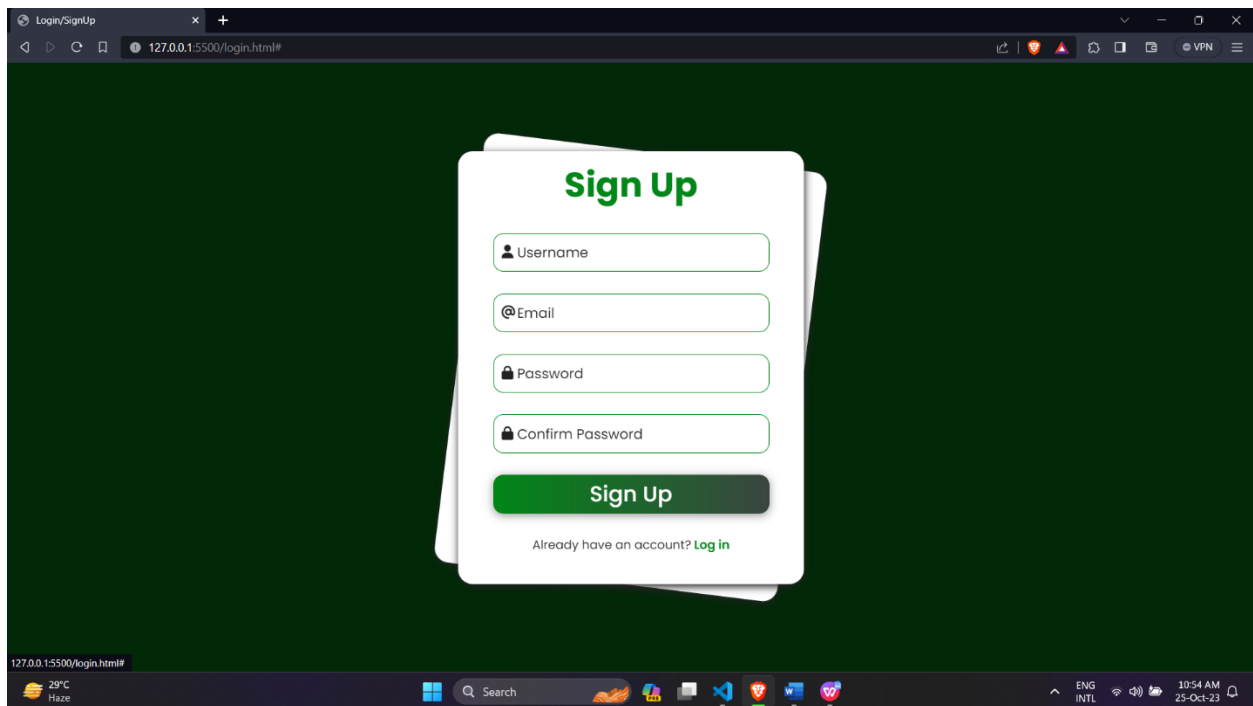 Login/SignUp
127.0.0.1:5500/login.html#
VPN
Sign Up
Username
Email
Password
Confirm Password
Sign Up
Already have an account? Log in
127.0.0.1:5500/login.html#
29°C
Haze
Search
ENG
INTL
10:54 AM
25-Oct-23